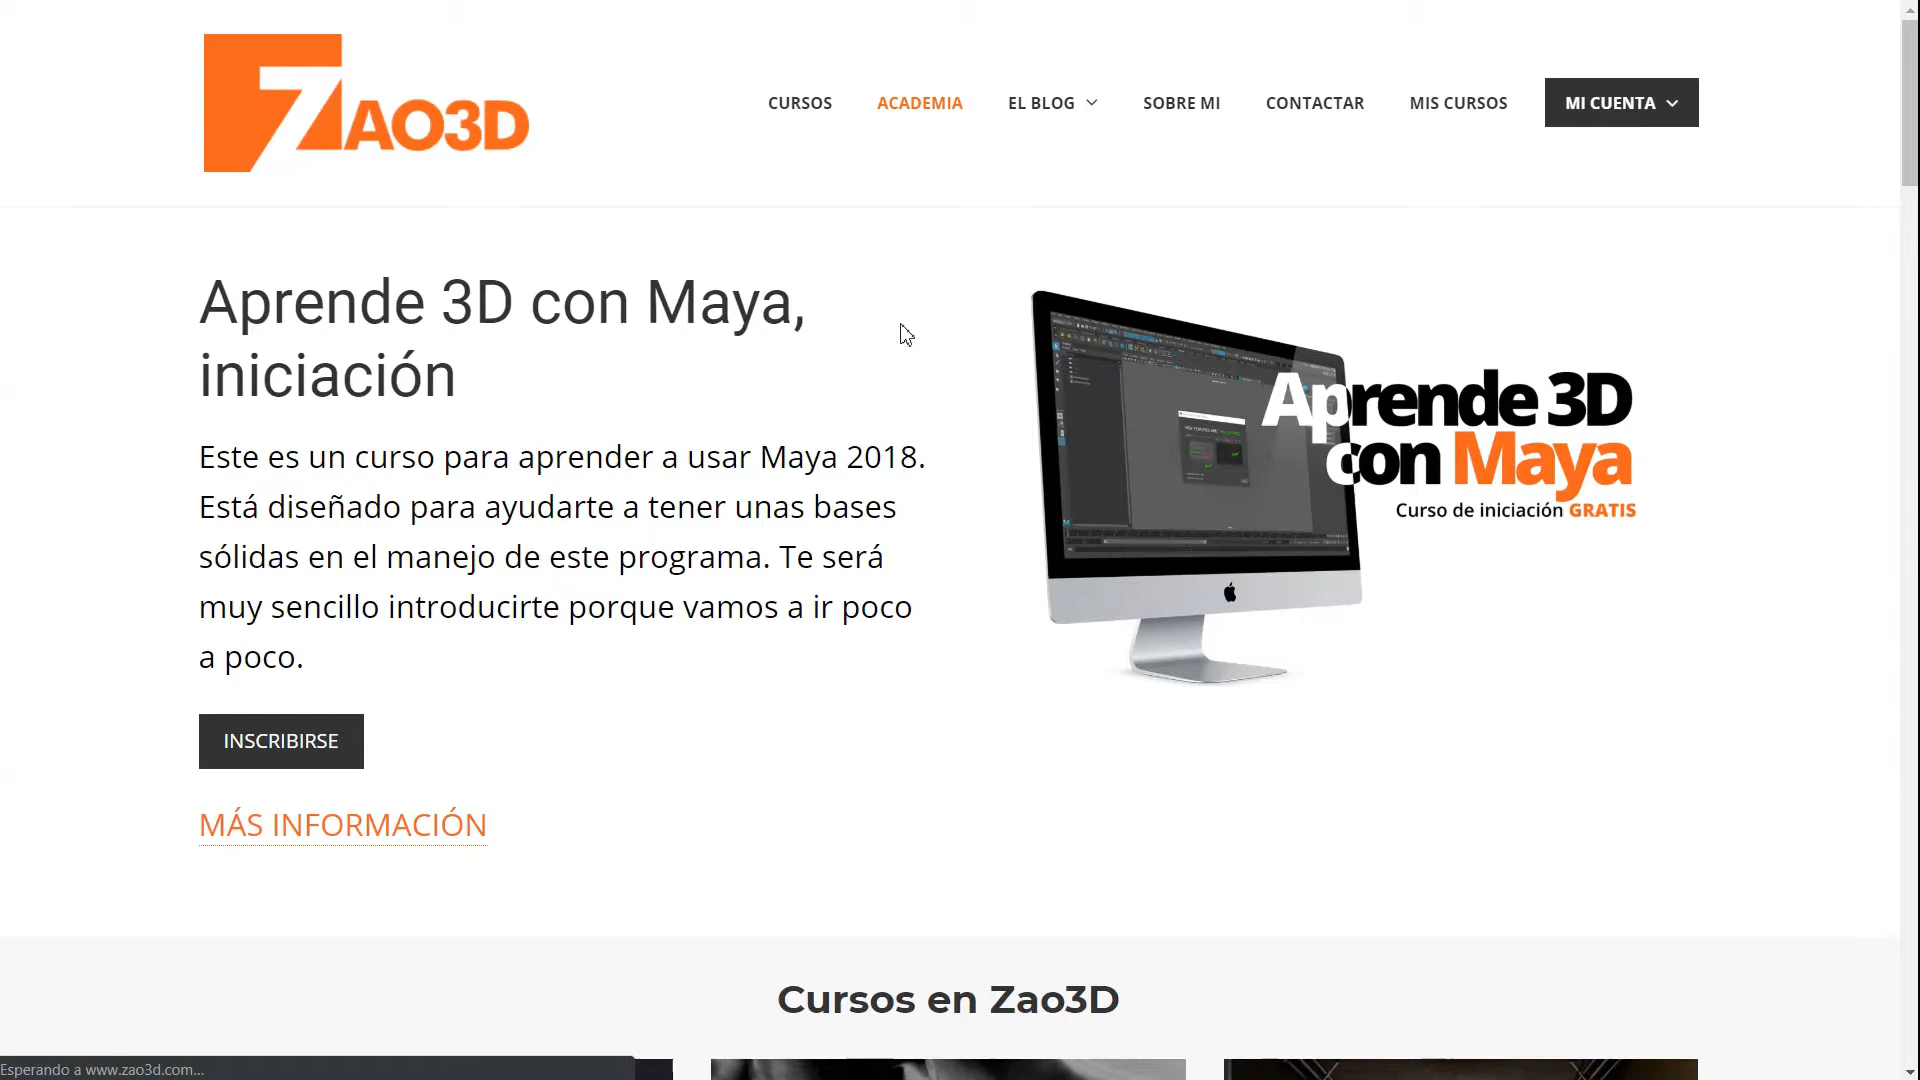 ZAO3D
CURSOS
ACADEMIA
EL BLOG
SOBRE MI
CONTACTAR
MIS CURSOS
MI CUENTA
Aprende 3D con Maya,
iniciación
Este es un curso para aprender a usar Maya 2018.
Está diseñado para ayudarte a tener unas bases
sólidas en el manejo de este programa. Te será
muy sencillo introducirte porque vamos a ir poco
a poco.
INSCRIBIRSE
MÁS INFORMACIÓN
Aprende 3D
con Maya
Curso de iniciación GRATIS
Cursos en Zao3D
Esperando a www.zao3d.com...